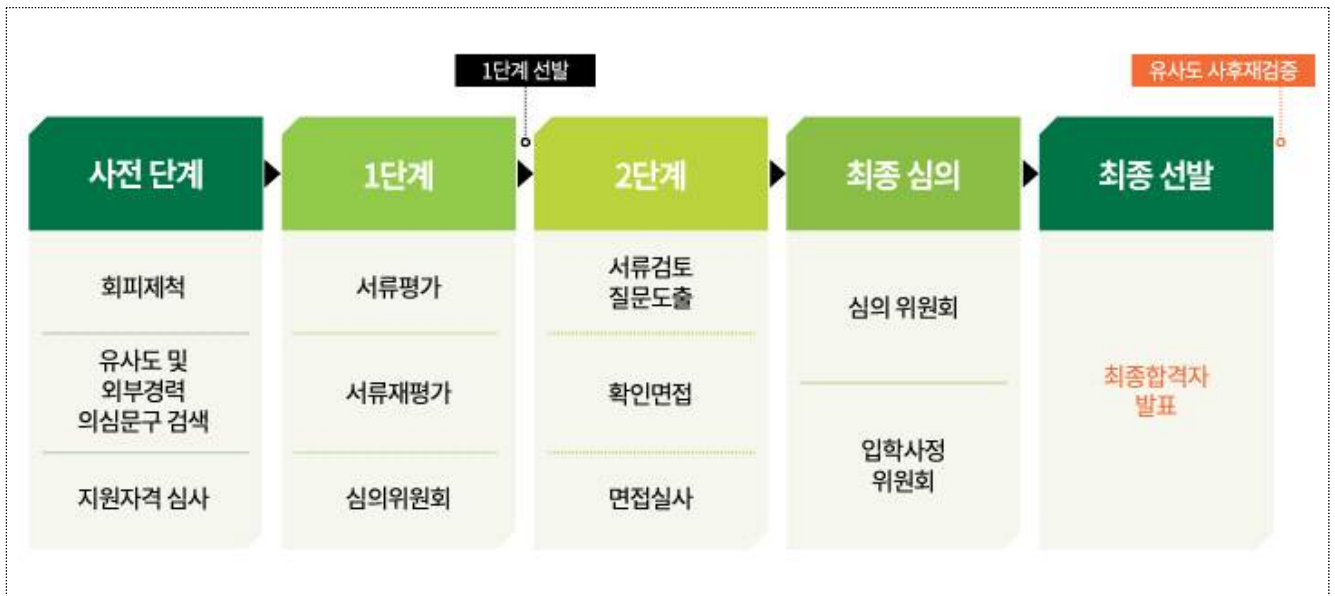 1단계 선발
유사도 사후재검증
사전 단계
1단계
2단계
최종 심의
최종 선발
회피제척
유사도 및
외부경력
의심문구 검색
지원자격 심사
서류평가
서류재평가
심의위원회
서류검토
질문도출
확인면접
면접실사
심의 위원회
입학사정
위원회
최종합격자
발표